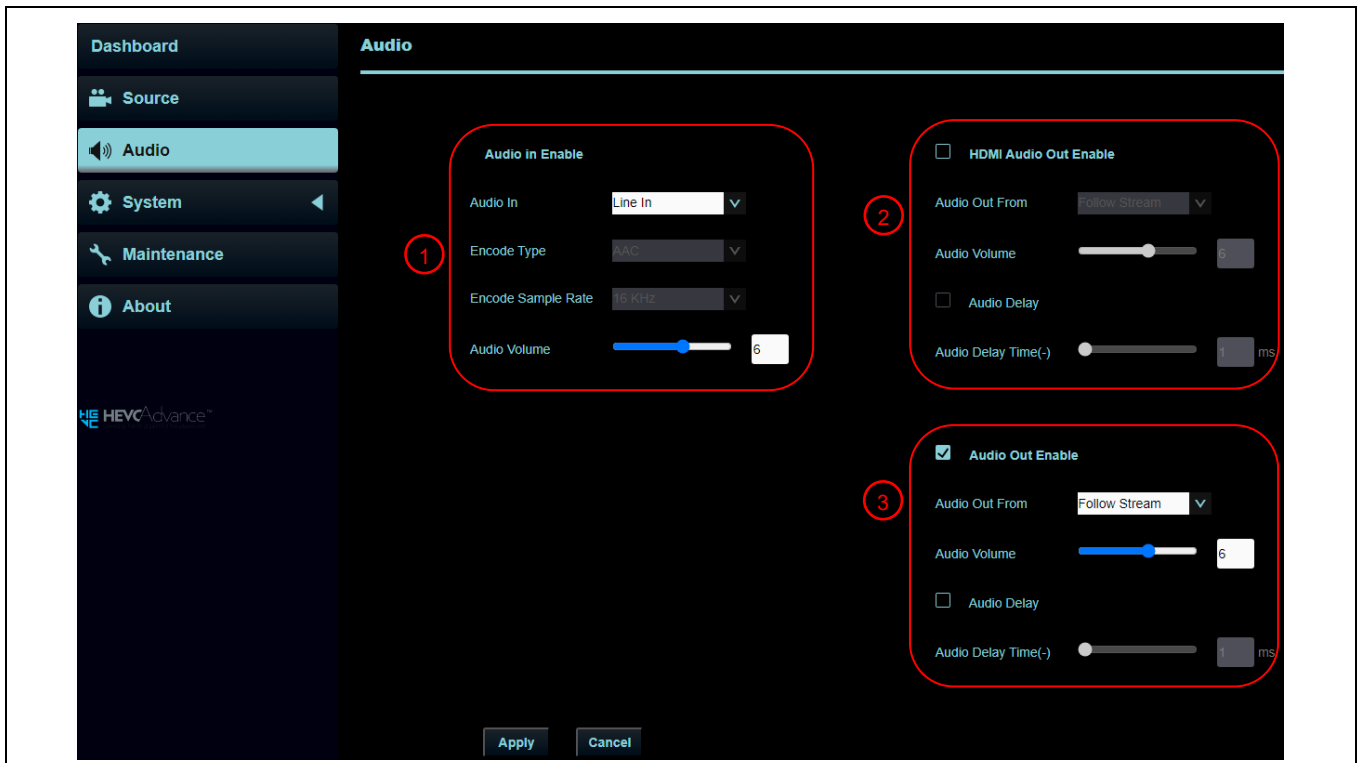 Dashboard
Source
Audio
System
Maintenance
About
HEVCAdvance™
Audio
1
Audio in Enable
Audio In Line In
Encode Type AAC
Encode Sample Rate 16 KHz
Audio Volume 6
2
HDMI Audio Out Enable
Audio Out From Follow Stream
Audio Volume 6
Audio Delay
Audio Delay Time(-) 1 ms
3
Audio Out Enable
Audio Out From Follow Stream
Audio Volume 6
Audio Delay
Audio Delay Time(-) 1 ms
Apply Cancel